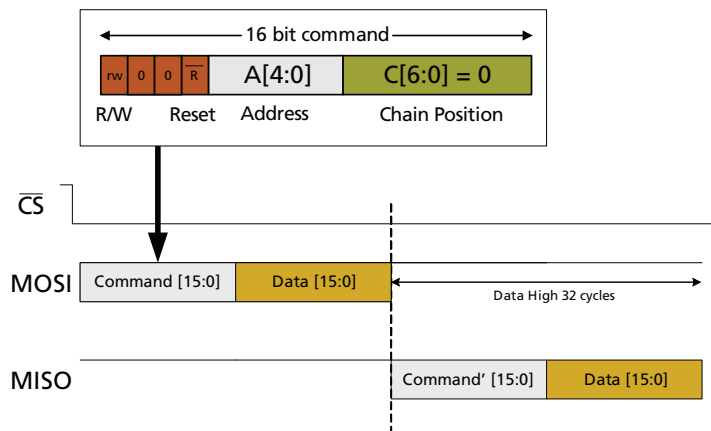 16 bit command
rw 0 0 R̅ A[4:0] C[6:0] = 0
R/W Reset Address Chain Position
C̅S̅
MOSI Command [15:0] Data [15:0] Data High 32 cycles
MISO Command' [15:0] Data [15:0]